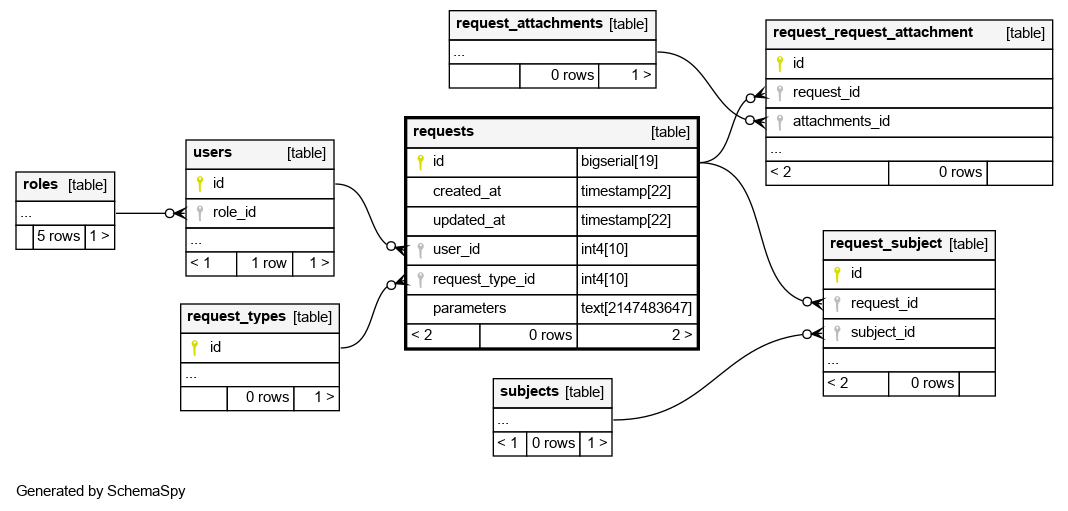 request_attachments [table]
...
0 rows 1 >
request_request_attachment [table]
id
request_id
attachments_id
...
< 2 0 rows
requests [table]
id bigserial[19]
created_at timestamp[22]
updated_at timestamp[22]
user_id int4[10]
request_type_id int4[10]
parameters text[2147483647]
< 2 0 rows 2 >
users [table]
id
role_id
...
< 1 1 row 1 >
roles [table]
...
5 rows 1 >
request_types [table]
id
...
0 rows 1 >
request_subject [table]
id
request_id
subject_id
...
< 2 0 rows
subjects [table]
...
< 1 0 rows 1 >
Generated by SchemaSpy